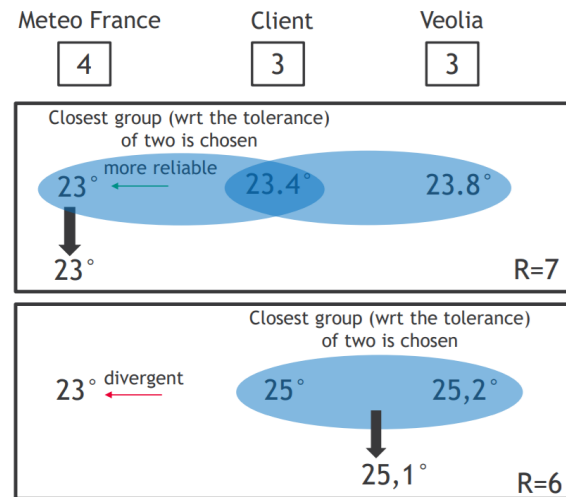 Meteo France Client Veolia
4 3 3
Closest group (wrt the tolerance)
of two is chosen
more reliable
23° 23.4° 23.8°
23°
R=7
Closest group (wrt the tolerance)
of two is chosen
divergent
23° 25° 25,2°
25,1°
R=6